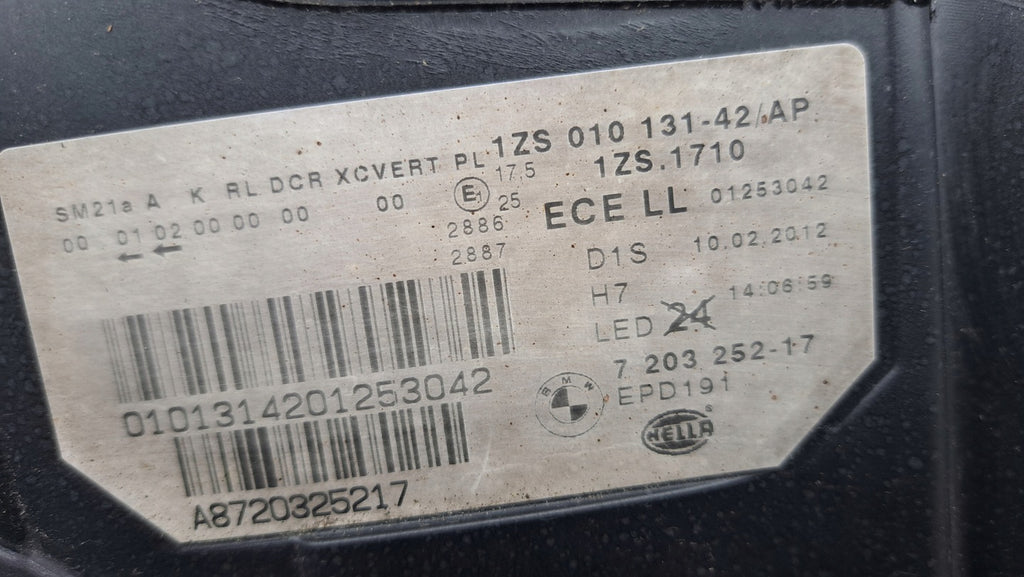 1ZS 010 131-42/AP
1ZS.1710
SM21a A K RL DCR XCVERT PL 17,5
00 01 02 00 00 00 00 E1 25
ECE LL 01253042
2886
2887
D1S 10.02.2012
H7 14:06:59
LED 24
7 203 252-17
EPD191
BMW
HELLA
0101314201253042
A8720325217